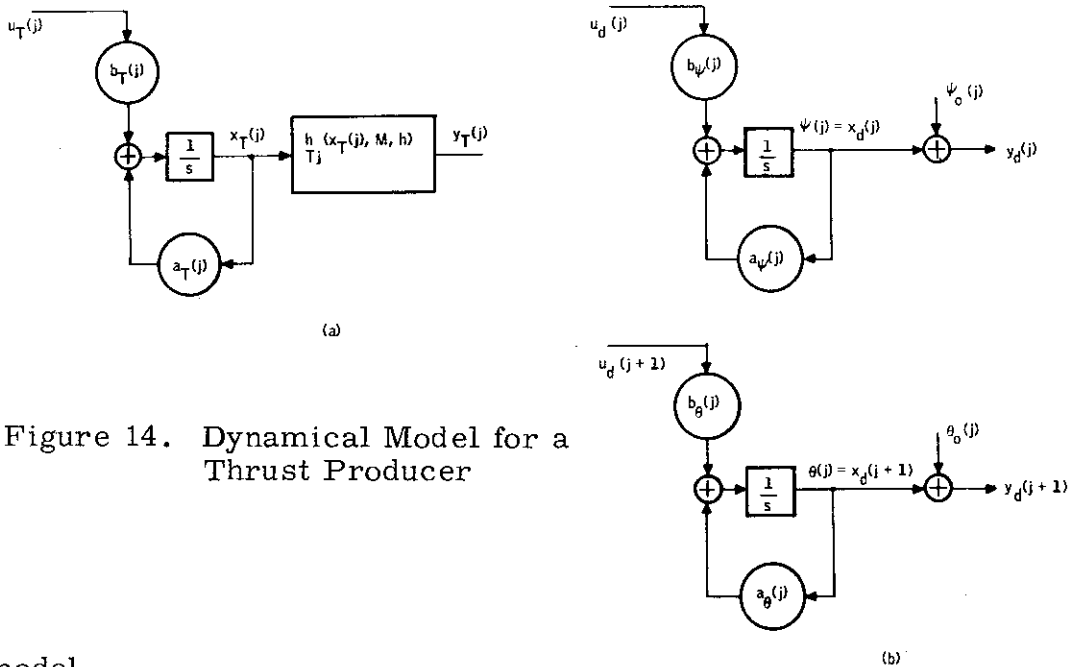 u_T(j)
b_T(j)
+
1/s
x_T(j)
h_Tj (x_T(j), M, h)
y_T(j)
a_T(j)
(a)
u_d(j)
b_ψ(j)
+
1/s
ψ(j) = x_d(j)
ψ_o(j)
+
y_d(j)
a_ψ(j)
u_d(j + 1)
b_θ(j)
+
1/s
θ(j) = x_d(j + 1)
θ_o(j)
+
y_d(j + 1)
a_θ(j)
(b)
Figure 14. Dynamical Model for a
Thrust Producer